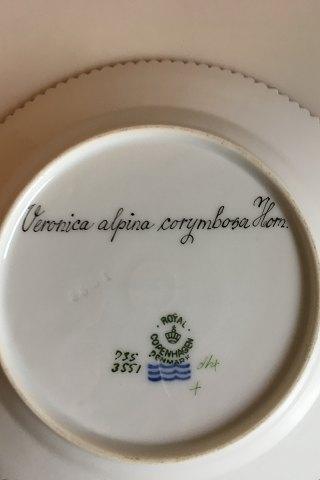 Veronica alpina corymbosa Horn.
ROYAL
COPENHAGEN
DENMARK
735
3551